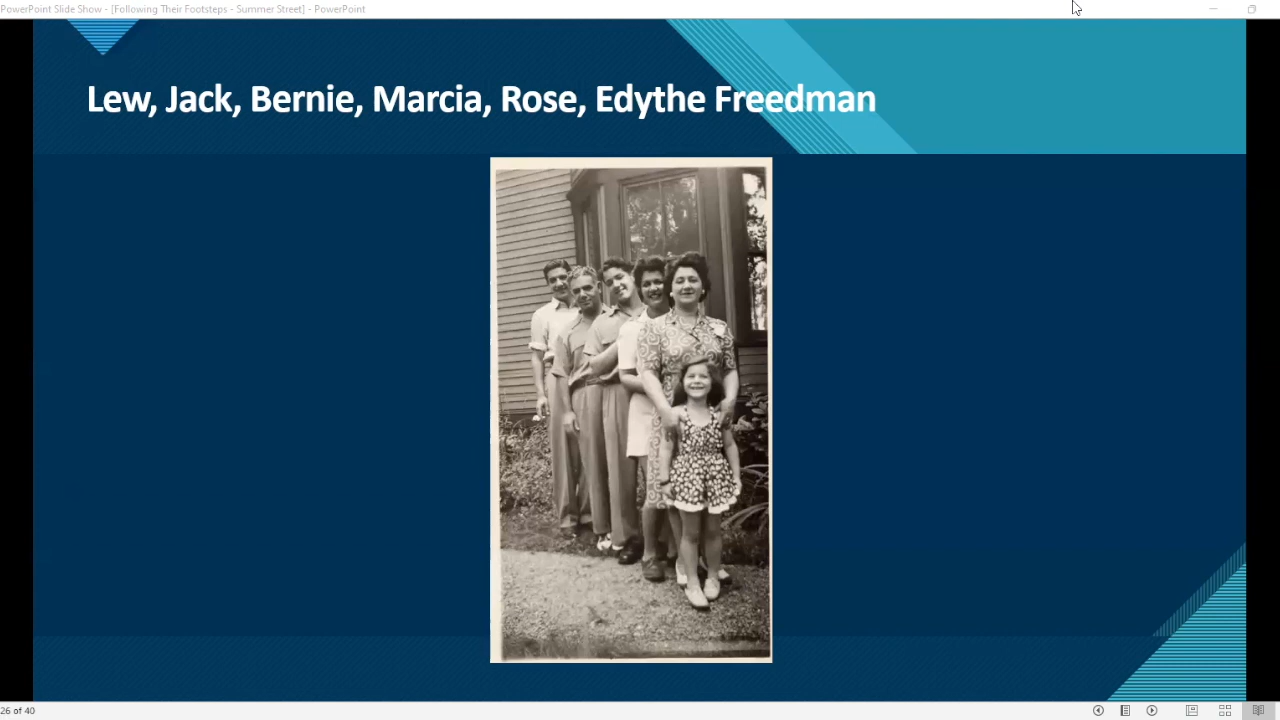 PowerPoint Slide Show - [Following Their Footsteps - Summer Street] - PowerPoint
Lew, Jack, Bernie, Marcia, Rose, Edythe Freedman
26 of 40